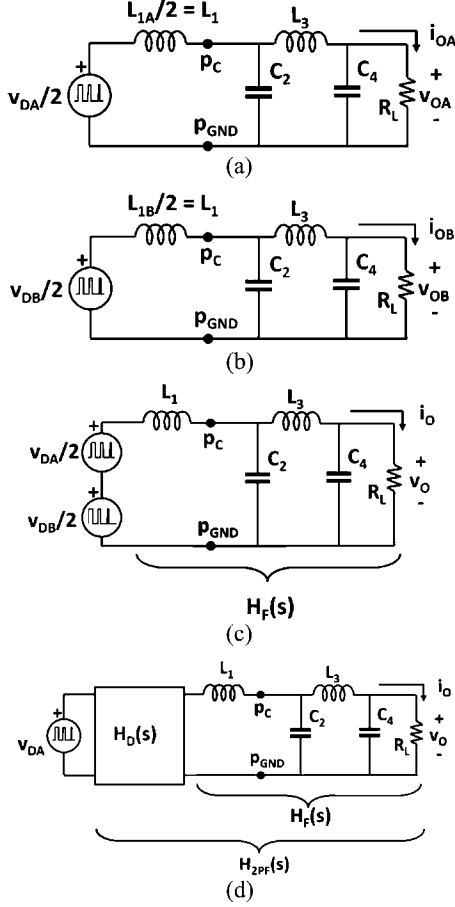 L1A/2 = L1
L3
iOA
+
pC
C2
C4
+
vDA/2
vOA
RL
-
pGND
(a)
L1B/2 = L1
L3
iOB
+
pC
C2
C4
+
vDB/2
vOB
RL
-
pGND
(b)
L1
L3
iO
+
pC
vDA/2
C2
C4
+
+
vO
RL
-
vDB/2
pGND
HF(s)
(c)
L1
L3
iO
+
pC
C2
C4
+
vDA
HD(s)
vO
RL
-
pGND
HF(s)
H2PF(s)
(d)